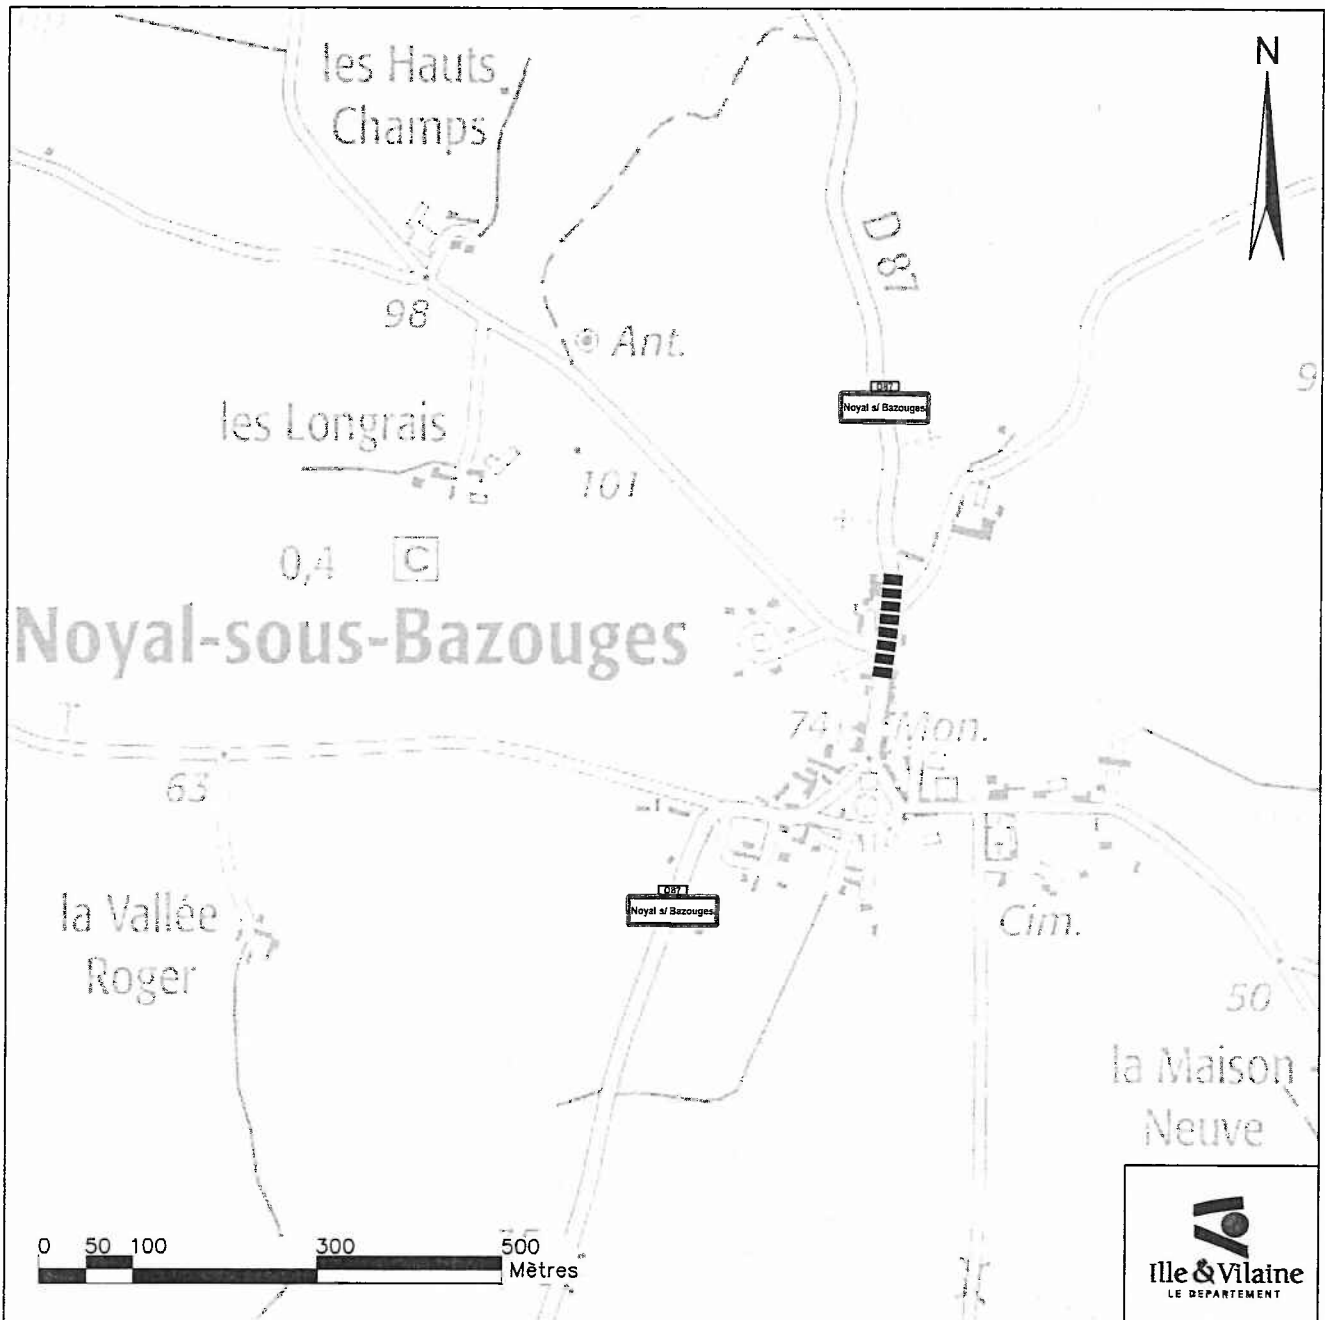 les Hauts
Champs
N
D 87
98
Ant.
9
D87
Noyal s/ Bazouges
les Longrais
101
0,4
C
Noyal-sous-Bazouges
74
Mon.
63
D87
Noyal s/ Bazouges
la Vallée
Roger
Cim.
50
la Maison
Neuve
0 50 100 300 500
Mètres
Ille & Vilaine
LE DEPARTEMENT